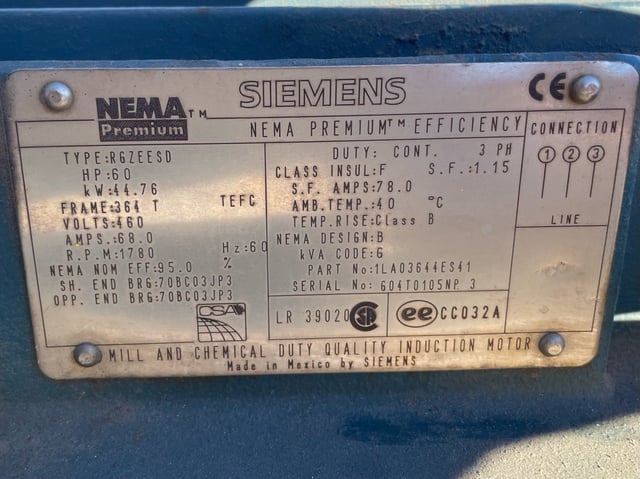 NEMA™ Premium
SIEMENS
CE
NEMA PREMIUM™ EFFICIENCY
TYPE:RGZEESD
HP:60
kW:44.76
FRAME:364 T TEFC
VOLTS:460
AMPS.:68.0
R.P.M:1780 Hz:60
NEMA NOM EFF:95.0 %
SH. END BRG:70BC03JP3
OPP. END BRG:70BC03JP3
DUTY: CONT. 3 PH
CLASS INSUL:F S.F.:1.15
S.F. AMPS:78.0
AMB.TEMP.:40 °C
TEMP.RISE:Class B
NEMA DESIGN:B
kVA CODE:G
PART No:1LA03644ES41
SERIAL No: 604T0105NP 3
CONNECTION
1 2 3
LINE
CSA
LR 39020
ee CC032A
MILL AND CHEMICAL DUTY QUALITY INDUCTION MOTOR
Made in Mexico by SIEMENS